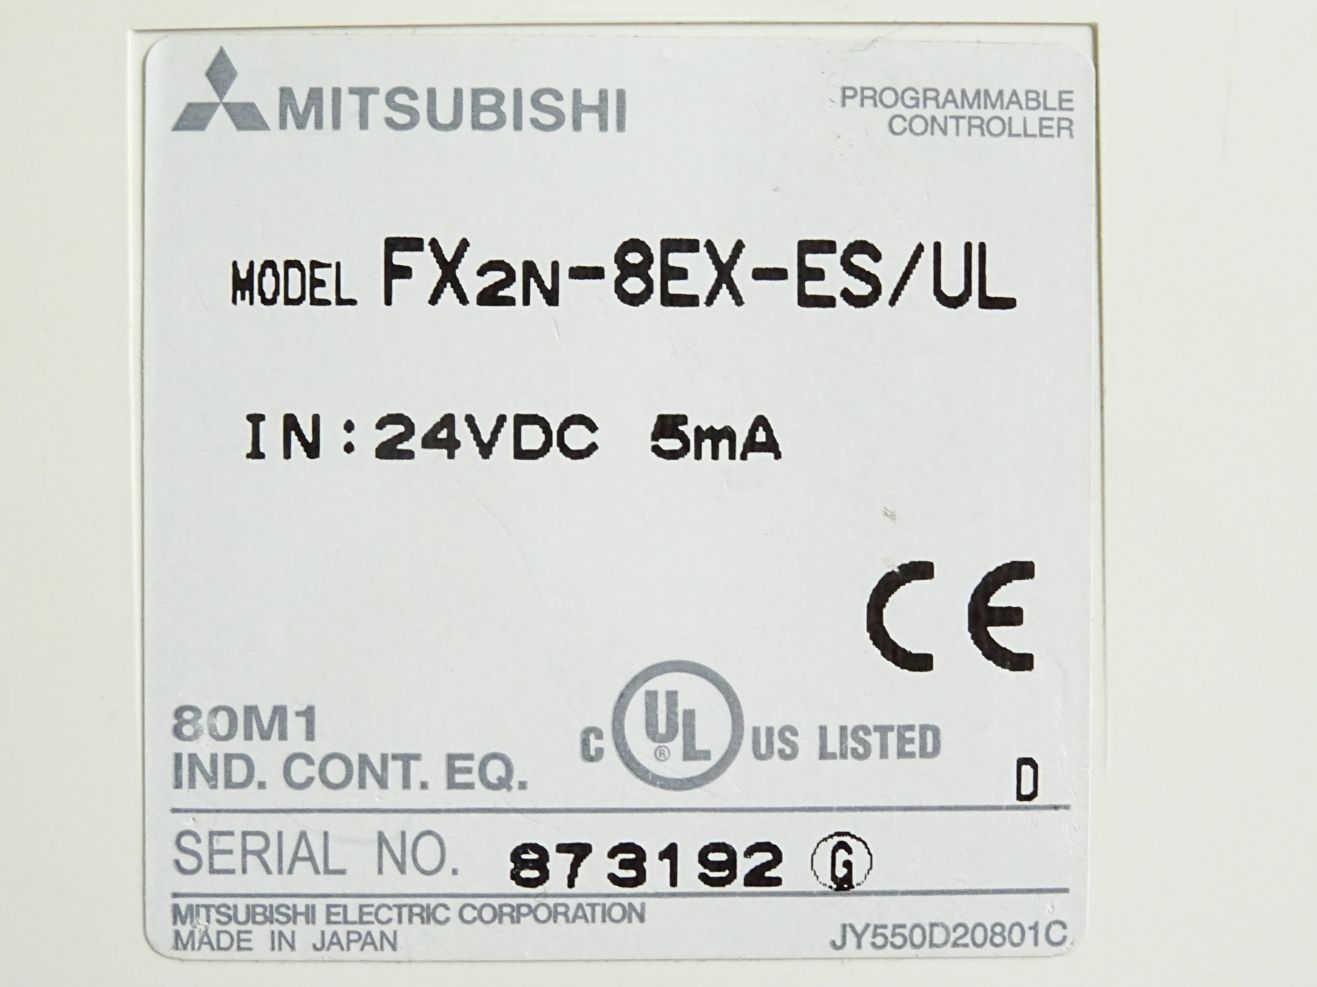 MITSUBISHI
PROGRAMMABLE
CONTROLLER
MODEL FX2N-8EX-ES/UL
IN:24VDC 5mA
CE
80M1
IND. CONT. EQ.
C UL ® US LISTED
D
SERIAL NO. 873192 G
MITSUBISHI ELECTRIC CORPORATION
MADE IN JAPAN
JY550D20801C